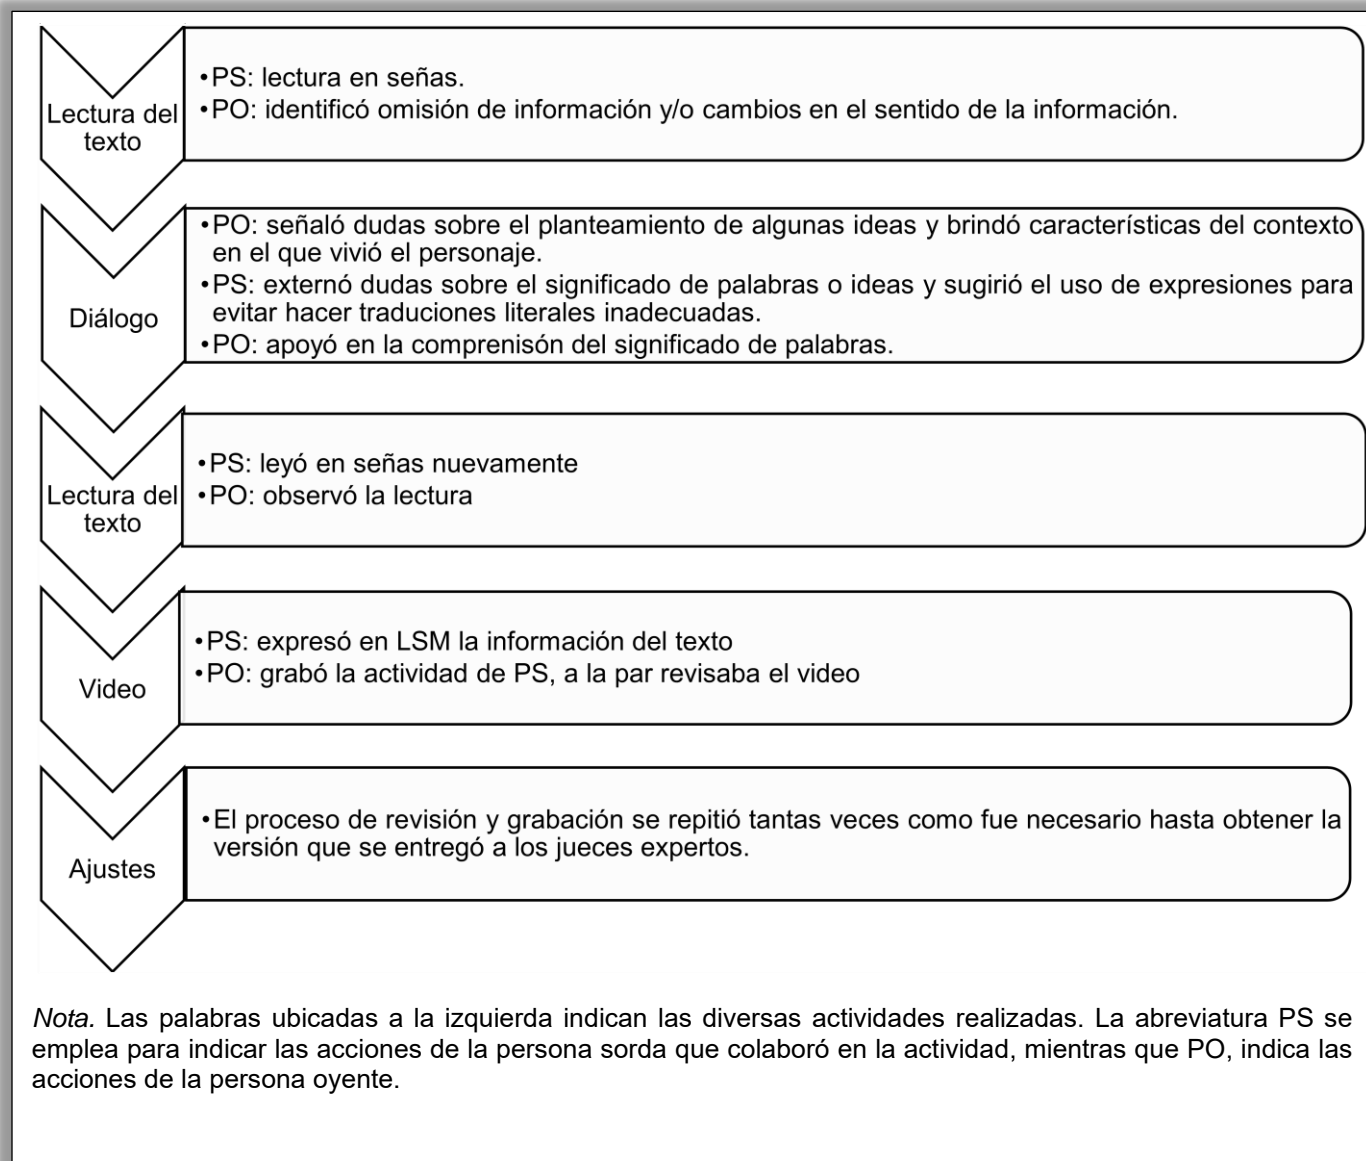 Lectura del
texto
•PS: lectura en señas.
•PO: identificó omisión de información y/o cambios en el sentido de la información.
Diálogo
•PO: señaló dudas sobre el planteamiento de algunas ideas y brindó características del contexto
en el que vivió el personaje.
•PS: externó dudas sobre el significado de palabras o ideas y sugirió el uso de expresiones para
evitar hacer traduciones literales inadecuadas.
•PO: apoyó en la comprenisón del significado de palabras.
Lectura del
texto
•PS: leyó en señas nuevamente
•PO: observó la lectura
Video
•PS: expresó en LSM la información del texto
•PO: grabó la actividad de PS, a la par revisaba el video
Ajustes
•El proceso de revisión y grabación se repitió tantas veces como fue necesario hasta obtener la
versión que se entregó a los jueces expertos.
Nota. Las palabras ubicadas a la izquierda indican las diversas actividades realizadas. La abreviatura PS se
emplea para indicar las acciones de la persona sorda que colaboró en la actividad, mientras que PO, indica las
acciones de la persona oyente.